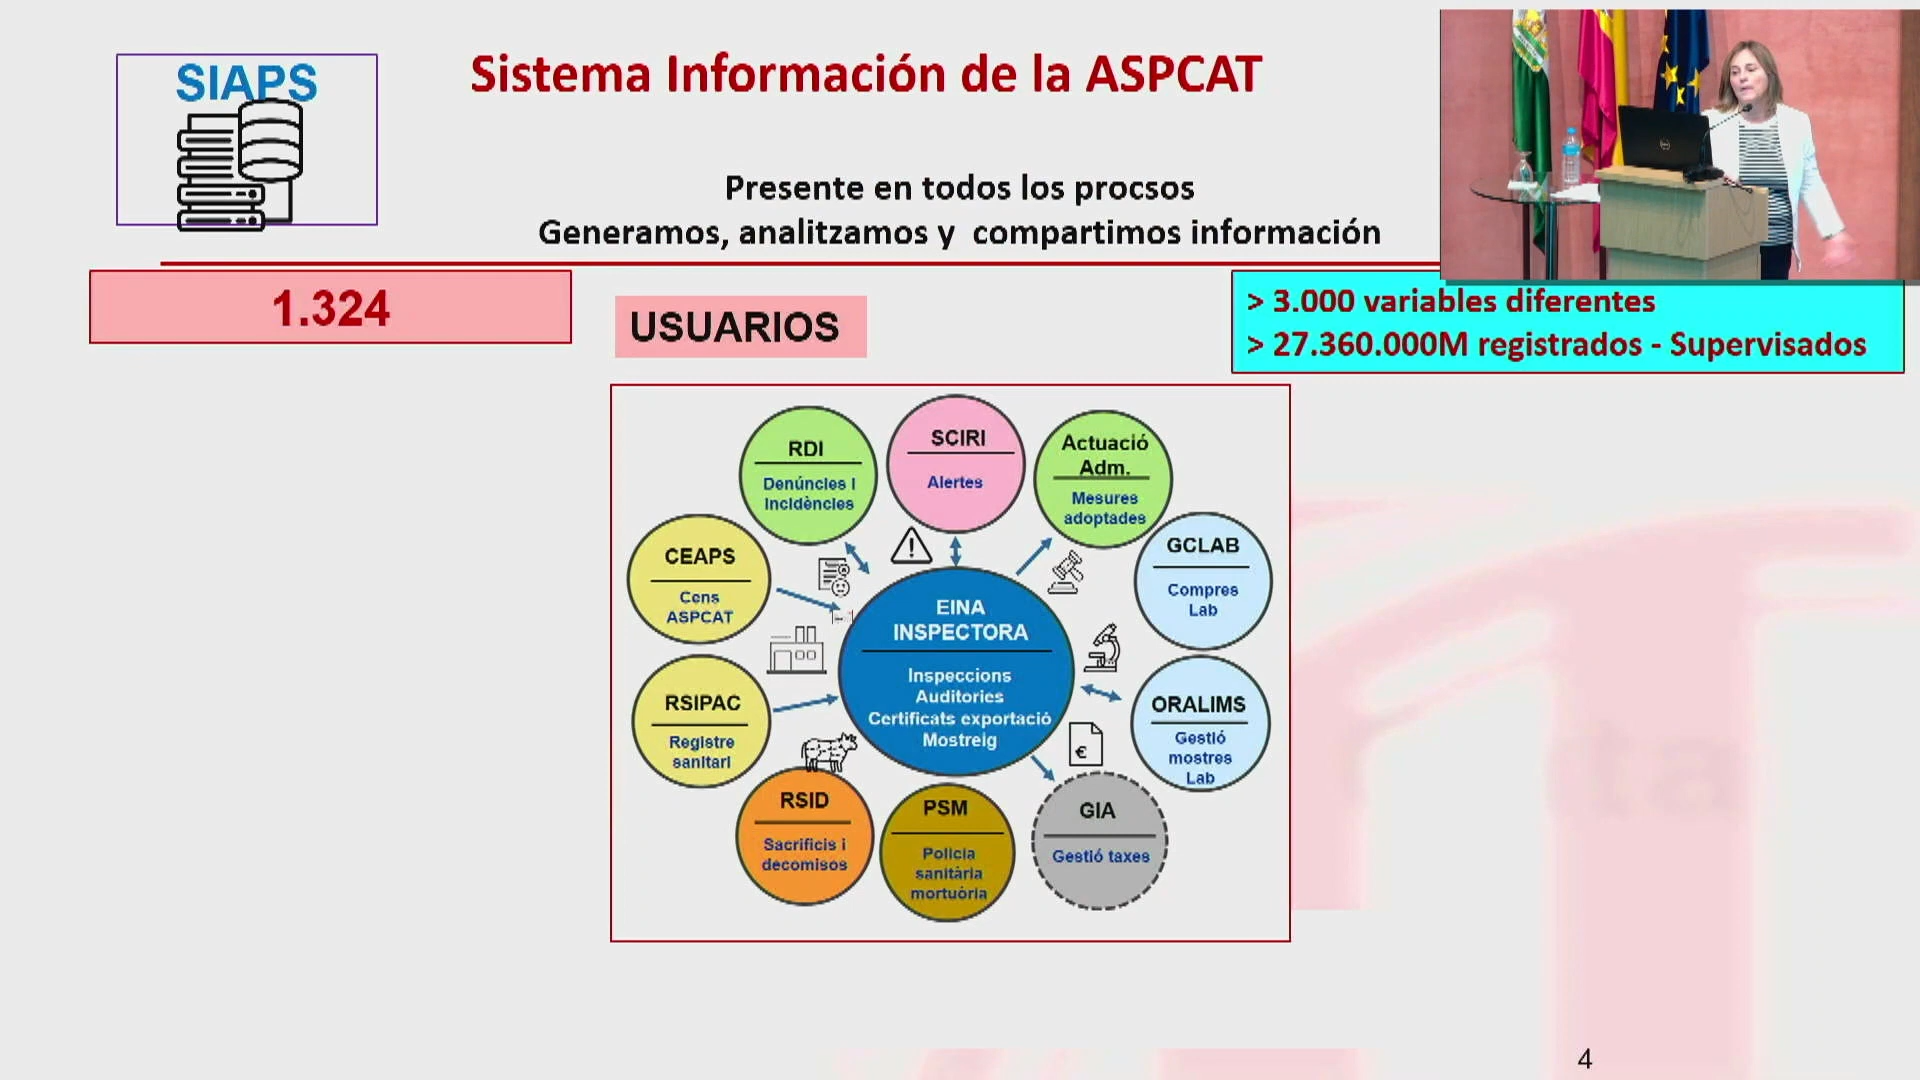 SIAPS
Sistema Información de la ASPCAT
Presente en todos los procsos
Generamos, analitzamos y compartimos información
1.324
USUARIOS
> 3.000 variables diferentes
> 27.360.000M registrados - Supervisados
RDI
Denúncies i
incidències
SCIRI
Alertes
Actuació
Adm.
Mesures
adoptades
CEAPS
Cens
ASPCAT
GCLAB
Compres
Lab
EINA
INSPECTORA
Inspeccions
Auditories
Certificats exportació
Mostreig
RSIPAC
Registre
sanitari
ORALIMS
Gestió
mostres
Lab
€
RSID
Sacrificis i
decomisos
PSM
Policia
sanitària
mortuòria
GIA
Gestió taxes
4